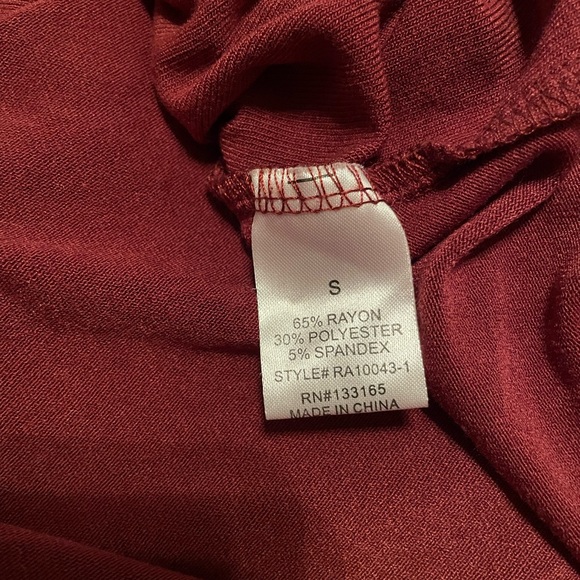 S
65% RAYON
30% POLYESTER
5% SPANDEX
STYLE# RA10043-1
RN#133165
MADE IN CHINA